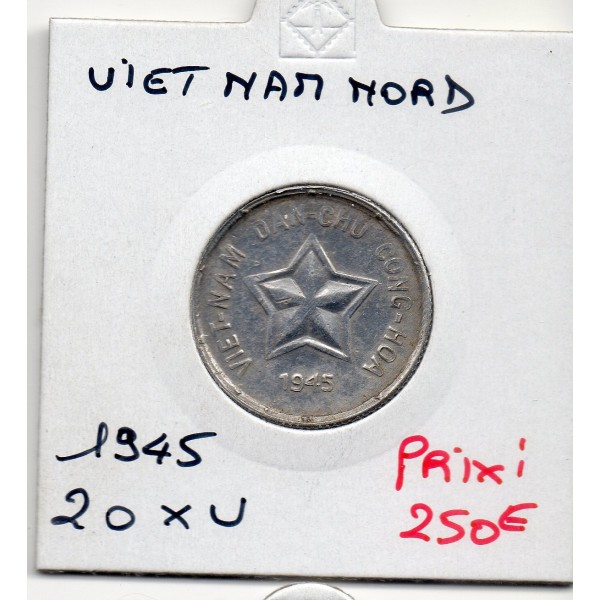 VIET NAM NORD
VIET-NAM DAN-CHU CONG-HOA
1945
1945
20 XU
PRIX:
250€